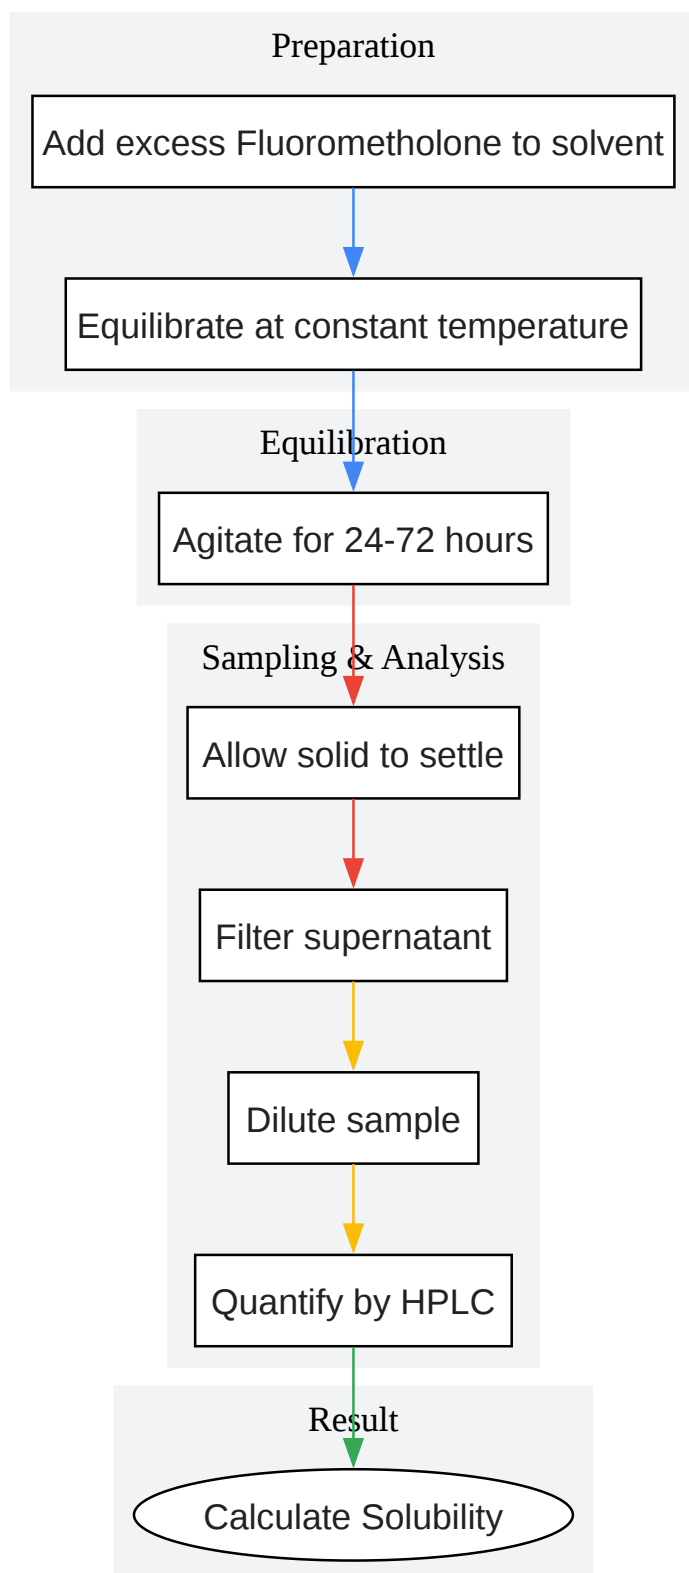 Preparation
Add excess Fluorometholone to solvent
Equilibrate at constant temperature
Equilibration
Agitate for 24-72 hours
Sampling & Analysis
Allow solid to settle
Filter supernatant
Dilute sample
Quantify by HPLC
Result
Calculate Solubility